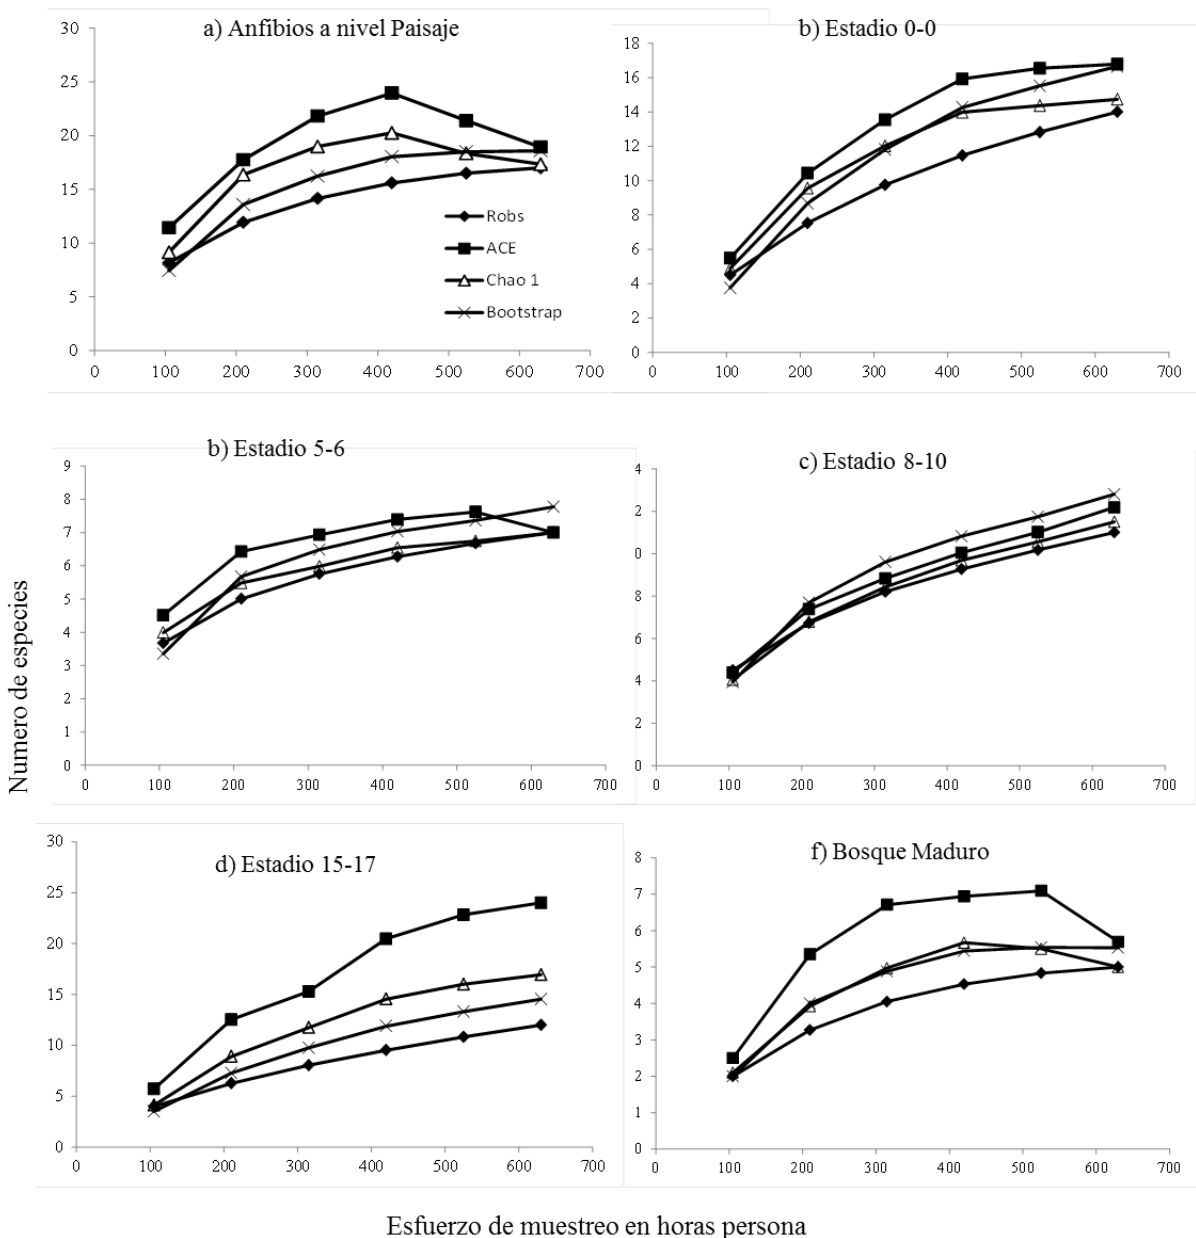 a) Anfibios a nivel Paisaje
30
25
20
15
10
5
0
0 100 200 300 400 500 600 700
Robs
ACE
Chao 1
Bootstrap
b) Estadio 0-0
18
16
14
12
10
8
6
4
2
0
0 100 200 300 400 500 600 700
b) Estadio 5-6
9
8
7
6
5
4
3
2
1
0
0 100 200 300 400 500 600 700
c) Estadio 8-10
4
2
0
8
6
4
2
0
0 100 200 300 400 500 600 700
Numero de especies
d) Estadio 15-17
30
25
20
15
10
5
0
0 100 200 300 400 500 600 700
f) Bosque Maduro
8
7
6
5
4
3
2
1
0
0 100 200 300 400 500 600 700
Esfuerzo de muestreo en horas persona